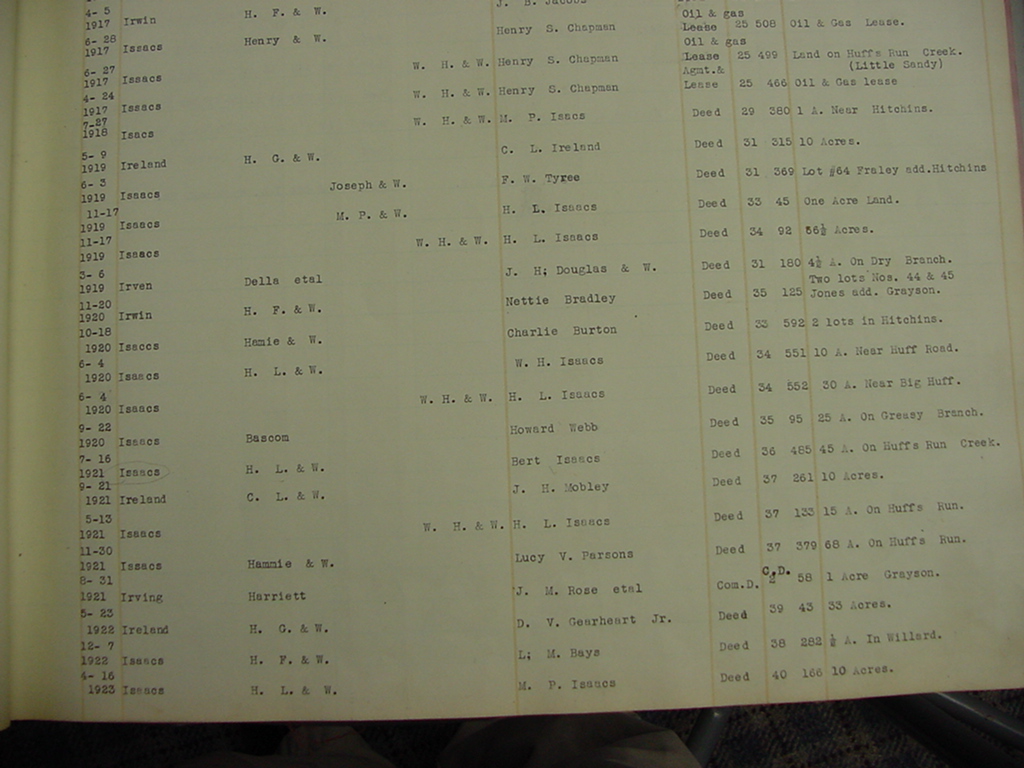 4- 5 J. B. Jacobs
1917 Irwin H. F. & W. Oil & gas
Henry S. Chapman Lease 25 508 Oil & Gas Lease.
6- 28 Oil & gas
1917 Isaacs Henry & W.
W. H. & W. Henry S. Chapman Lease 25 499 Land on Huffs Run Creek.
6- 27 Agmt.& (Little Sandy)
1917 Isaacs W. H. & W. Henry S. Chapman Lease 25 466 Oil & Gas lease
4- 24
1917 Isaacs W. H. & W. M. P. Isacs Deed 29 380 1 A. Near Hitchins.
7-27
1918 Isacs
C. L. Ireland Deed 31 315 10 Acres.
5- 9
1919 Ireland H. G. & W.
F. W. Tyree Deed 31 369 Lot #64 Fraley add.Hitchins
6- 3
1919 Isaacs Joseph & W.
H. L. Isaacs Deed 33 45 One Acre Land.
11-17
1919 Isaacs M. P. & W.
11-17 W. H. & W. H. L. Isaacs Deed 34 92 66½ Acres.
1919 Isaacs
3- 6 J. H; Douglas & W. Deed 31 180 4½ A. On Dry Branch.
1919 Irven Della etal Two lots Nos. 44 & 45
11-20 Nettie Bradley Deed 35 125 Jones add. Grayson.
1920 Irwin H. F. & W.
10-18 Charlie Burton Deed 33 592 2 lots in Hitchins.
1920 Isaccs Hamie & W.
6- 4 W. H. Isaacs Deed 34 551 10 A. Near Huff Road.
1920 Isaacs H. L. & W.
6- 4 W. H. & W. H. L. Isaacs Deed 34 552 30 A. Near Big Huff.
1920 Isaacs
9- 22 Howard Webb Deed 35 95 25 A. On Greasy Branch.
1920 Isaacs Bascom
7- 16 Bert Isaacs Deed 36 485 45 A. On Huffs Run Creek.
1921 Isaacs H. L. & W.
9- 21 J. H. Mobley Deed 37 261 10 Acres.
1921 Ireland C. L. & W.
5-13 W. H. & W. H. L. Isaacs Deed 37 133 15 A. On Huffs Run.
1921 Isaacs
11-30 Lucy V. Parsons Deed 37 379 68 A. On Huffs Run.
1921 Isaacs Hammie & W.
8- 31 J. M. Rose etal Com.D. C.D. 2 58 1 Acre Grayson.
1921 Irving Harriett
5- 23 D. V. Gearheart Jr. Deed 39 43 33 Acres.
1922 Ireland H. G. & W.
12- 7 L; M. Bays Deed 38 282 ½ A. In Willard.
1922 Isaacs H. F. & W.
4- 16 M. P. Isaacs Deed 40 166 10 Acres.
1923 Isaacs H. L. & W.